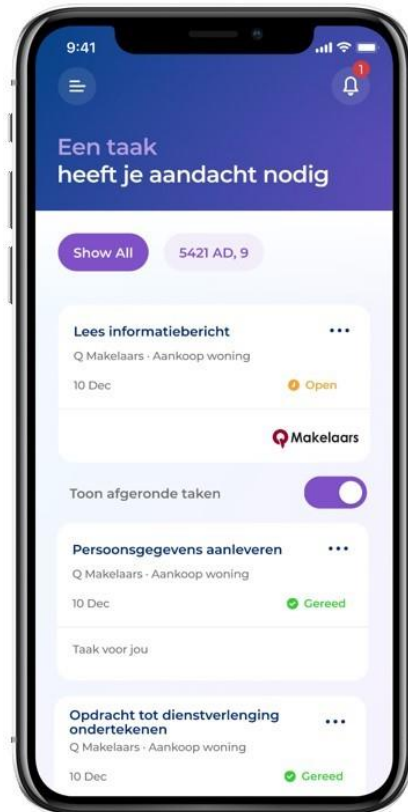 9:41
1
Een taak
heeft je aandacht nodig
Show All
5421 AD, 9
Lees informatiebericht
Q Makelaars · Aankoop woning
10 Dec
Open
Q Makelaars
Toon afgeronde taken
Persoonsgegevens aanleveren
Q Makelaars · Aankoop woning
10 Dec
Gereed
Taak voor jou
Opdracht tot dienstverlenging
ondertekenen
Q Makelaars · Aankoop woning
10 Dec
Gereed